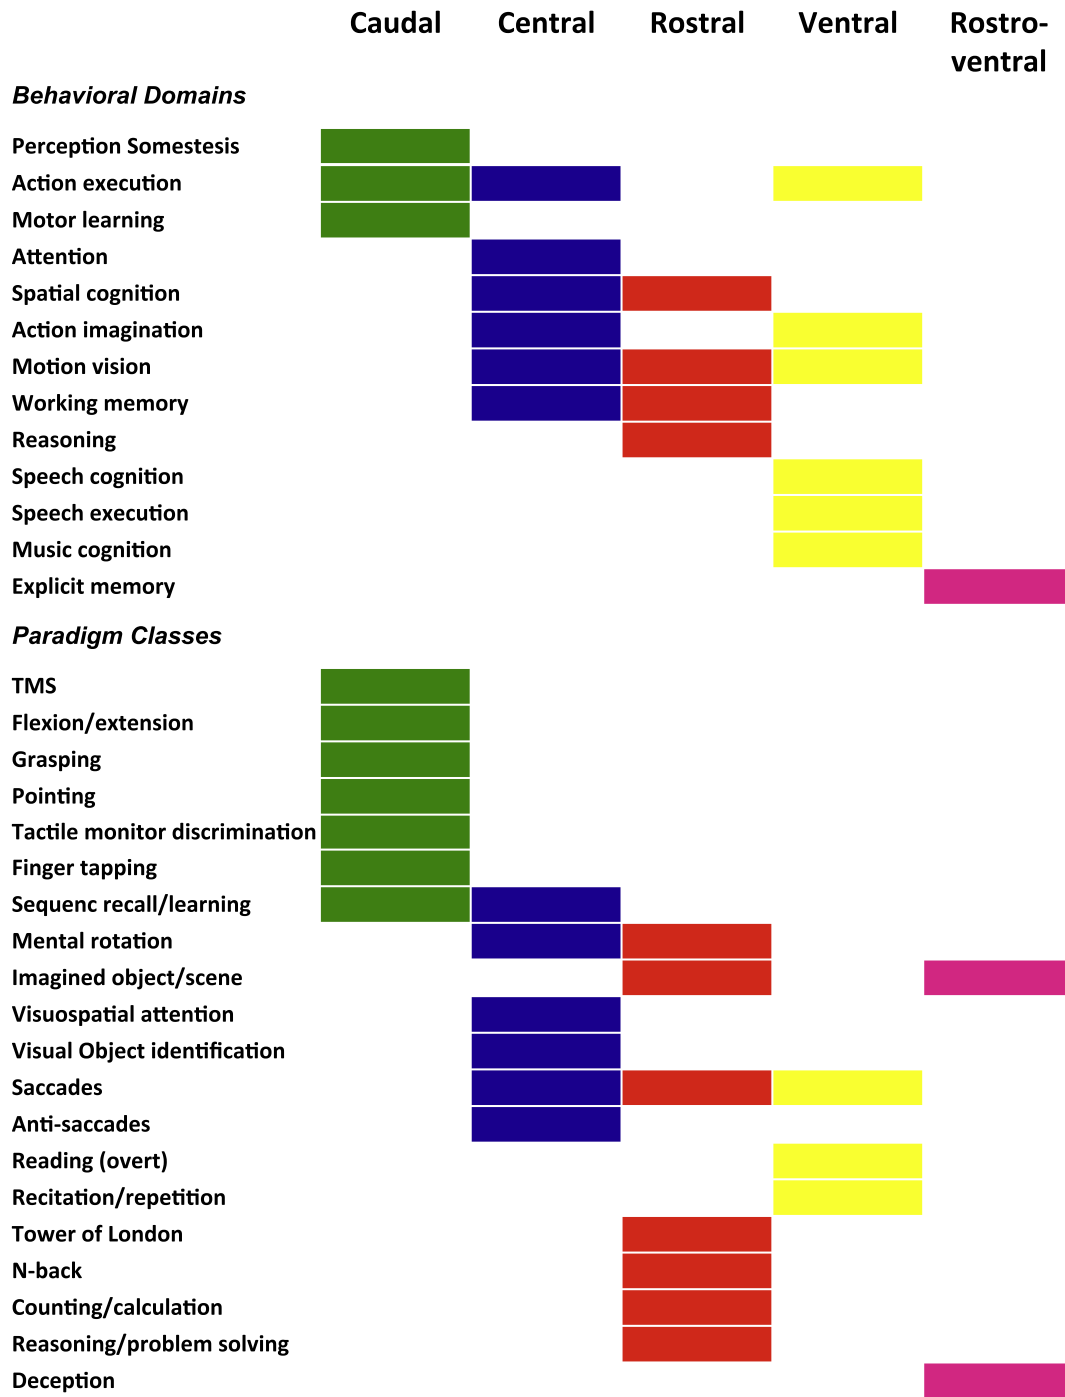 Caudal Central Rostral Ventral Rostro-
ventral
Behavioral Domains
Perception Somestesis
Action execution
Motor learning
Attention
Spatial cognition
Action imagination
Motion vision
Working memory
Reasoning
Speech cognition
Speech execution
Music cognition
Explicit memory
Paradigm Classes
TMS
Flexion/extension
Grasping
Pointing
Tactile monitor discrimination
Finger tapping
Sequenc recall/learning
Mental rotation
Imagined object/scene
Visuospatial attention
Visual Object identification
Saccades
Anti-saccades
Reading (overt)
Recitation/repetition
Tower of London
N-back
Counting/calculation
Reasoning/problem solving
Deception